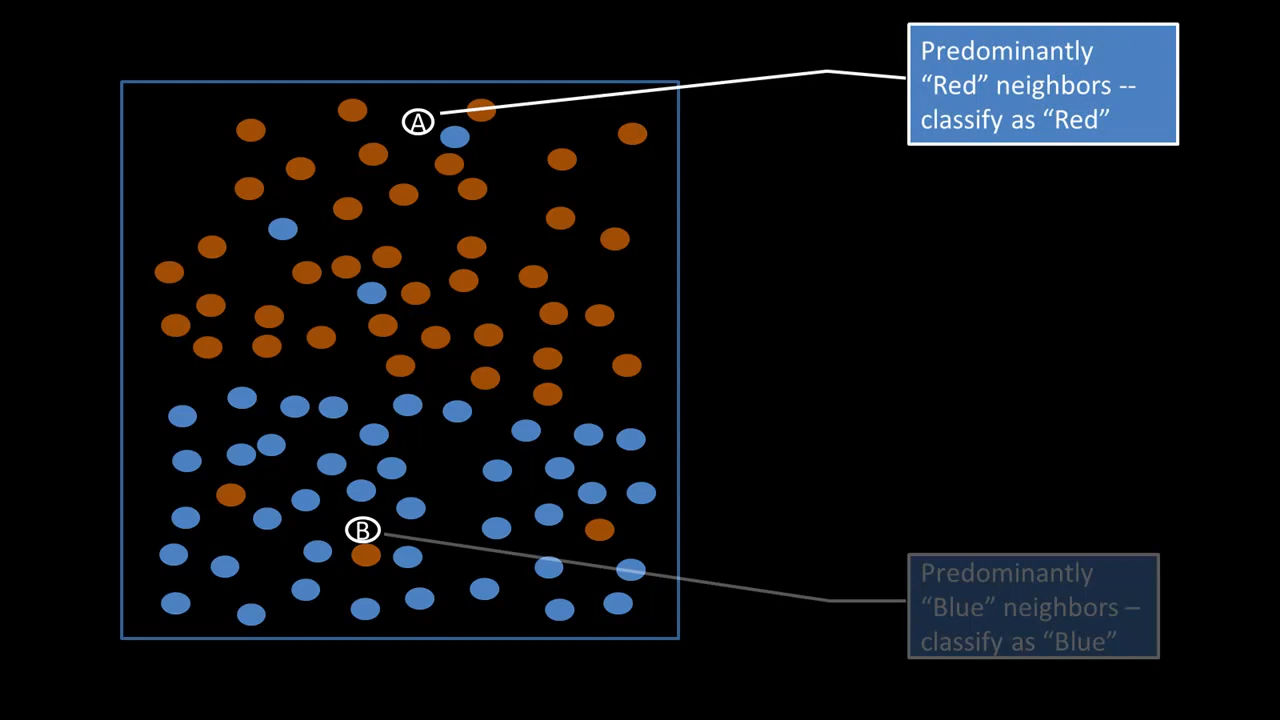 Predominantly
“Red” neighbors --
classify as “Red”
A
B
Predominantly
“Blue” neighbors –
classify as “Blue”